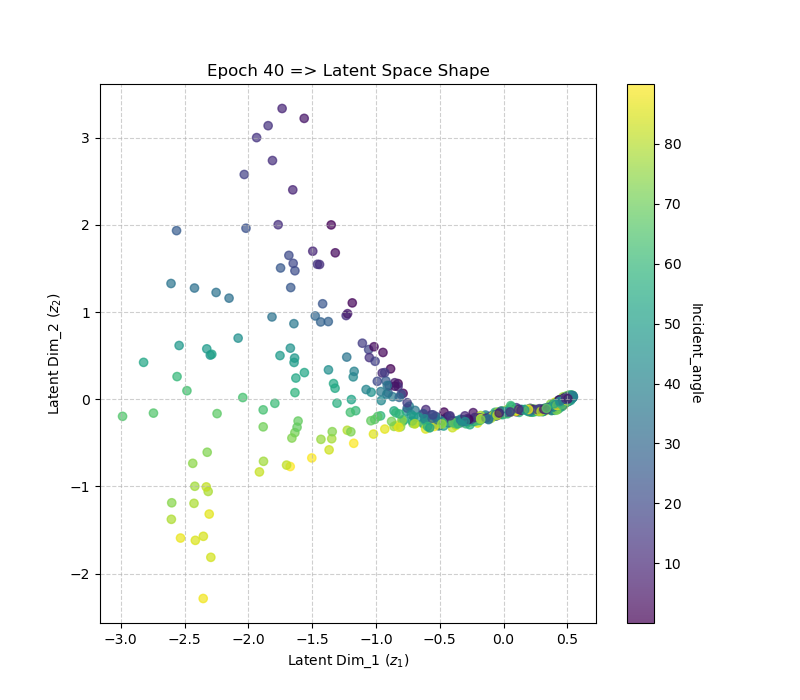 Epoch 40 => Latent Space Shape
3
2
1
0
−1
−2
Latent Dim_2 (z₂)
−3.0 −2.5 −2.0 −1.5 −1.0 −0.5 0.0 0.5
Latent Dim_1 (z₁)
80
70
60
50
40
30
20
10
Incident_angle